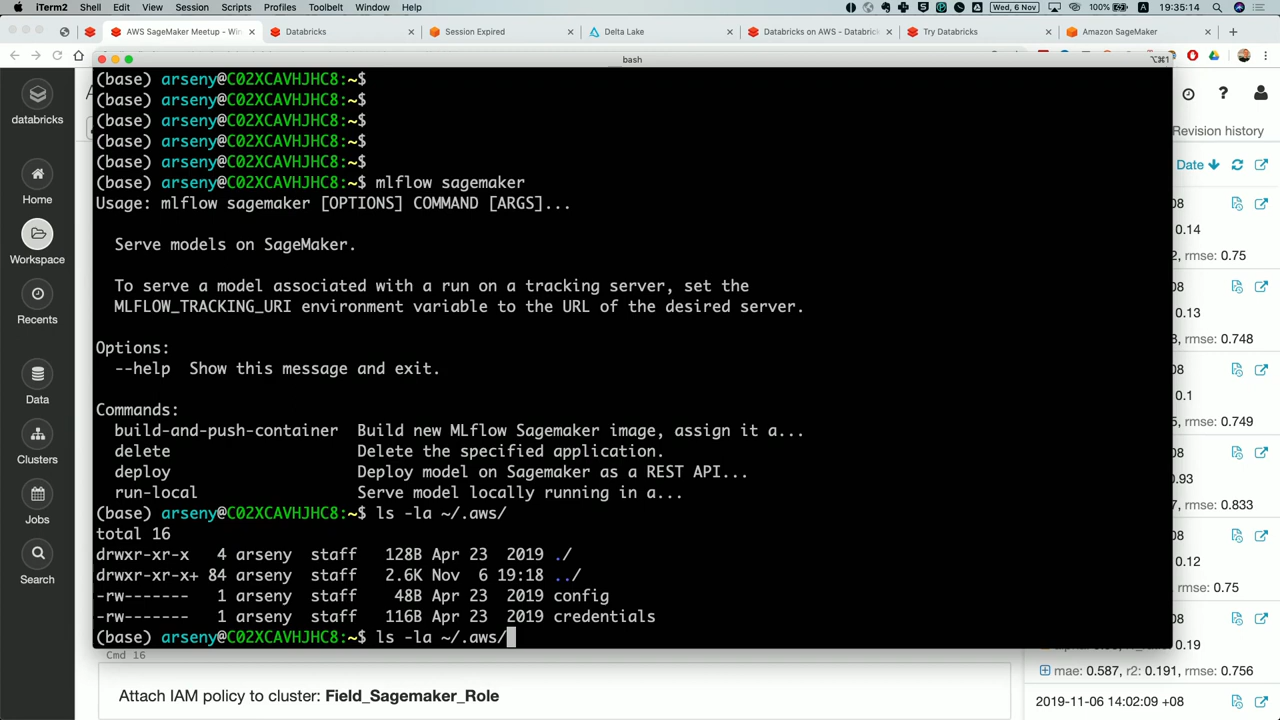 iTerm2 Shell Edit View Session Scripts Profiles Toolbelt Window Help
Wed, 6 Nov 100% A 19:35:14
AWS SageMaker Meetup - Win
Databricks
Session Expired
Delta Lake
Databricks on AWS - Databrick
Try Databricks
Amazon SageMaker
bash
⌥⌘1
databricks
Home
Workspace
Recents
Data
Clusters
Jobs
Search
(base) arseny@C02XCAVHJHC8:~$
(base) arseny@C02XCAVHJHC8:~$
(base) arseny@C02XCAVHJHC8:~$
(base) arseny@C02XCAVHJHC8:~$
(base) arseny@C02XCAVHJHC8:~$
(base) arseny@C02XCAVHJHC8:~$ mlflow sagemaker
Usage: mlflow sagemaker [OPTIONS] COMMAND [ARGS]...
Serve models on SageMaker.
To serve a model associated with a run on a tracking server, set the
MLFLOW_TRACKING_URI environment variable to the URL of the desired server.
Options:
--help Show this message and exit.
Commands:
build-and-push-container Build new MLflow Sagemaker image, assign it a...
delete Delete the specified application.
deploy Deploy model on Sagemaker as a REST API...
run-local Serve model locally running in a...
(base) arseny@C02XCAVHJHC8:~$ ls -la ~/.aws/
total 16
drwxr-xr-x 4 arseny staff 128B Apr 23 2019 ./
drwxr-xr-x+ 84 arseny staff 2.6K Nov 6 19:18 ../
-rw------- 1 arseny staff 48B Apr 23 2019 config
-rw------- 1 arseny staff 116B Apr 23 2019 credentials
(base) arseny@C02XCAVHJHC8:~$ ls -la ~/.aws/
Cmd 16
Attach IAM policy to cluster: Field_Sagemaker_Role
?
Revision history
Date
08
0.14
2, rmse: 0.75
08
0.13
7, rmse: 0.748
08
0.1
5, rmse: 0.749
08
0.93
7, rmse: 0.833
08
0.12
6, rmse: 0.75
08
0.19
mae: 0.587, r2: 0.191, rmse: 0.756
2019-11-06 14:02:09 +08